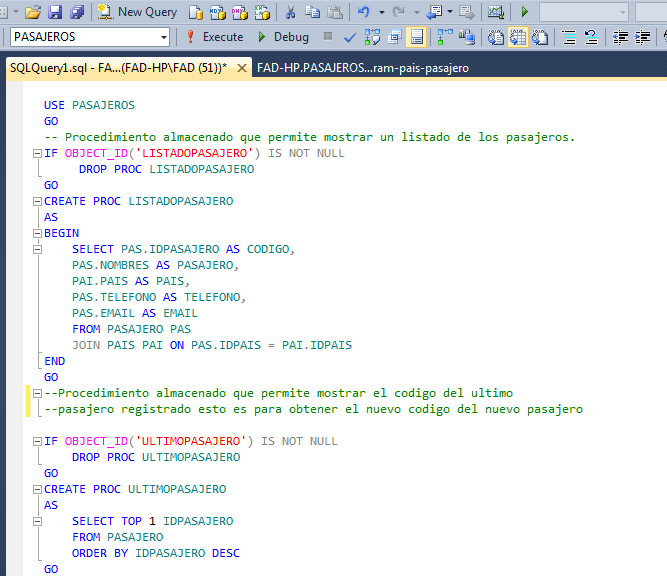 New Query
PASAJEROS
Execute
Debug
SQLQuery1.sql - FA...(FAD-HP\FAD (51))*
FAD-HP.PASAJEROS...ram-pais-pasajero
USE PASAJEROS
GO
-- Procedimiento almacenado que permite mostrar un listado de los pasajeros.
IF OBJECT_ID('LISTADOPASAJERO') IS NOT NULL
DROP PROC LISTADOPASAJERO
GO
CREATE PROC LISTADOPASAJERO
AS
BEGIN
SELECT PAS.IDPASAJERO AS CODIGO,
PAS.NOMBRES AS PASAJERO,
PAI.PAIS AS PAIS,
PAS.TELEFONO AS TELEFONO,
PAS.EMAIL AS EMAIL
FROM PASAJERO PAS
JOIN PAIS PAI ON PAS.IDPAIS = PAI.IDPAIS
END
GO
--Procedimiento almacenado que permite mostrar el codigo del ultimo
--pasajero registrado esto es para obtener el nuevo codigo del nuevo pasajero
IF OBJECT_ID('ULTIMOPASAJERO') IS NOT NULL
DROP PROC ULTIMOPASAJERO
GO
CREATE PROC ULTIMOPASAJERO
AS
SELECT TOP 1 IDPASAJERO
FROM PASAJERO
ORDER BY IDPASAJERO DESC
GO